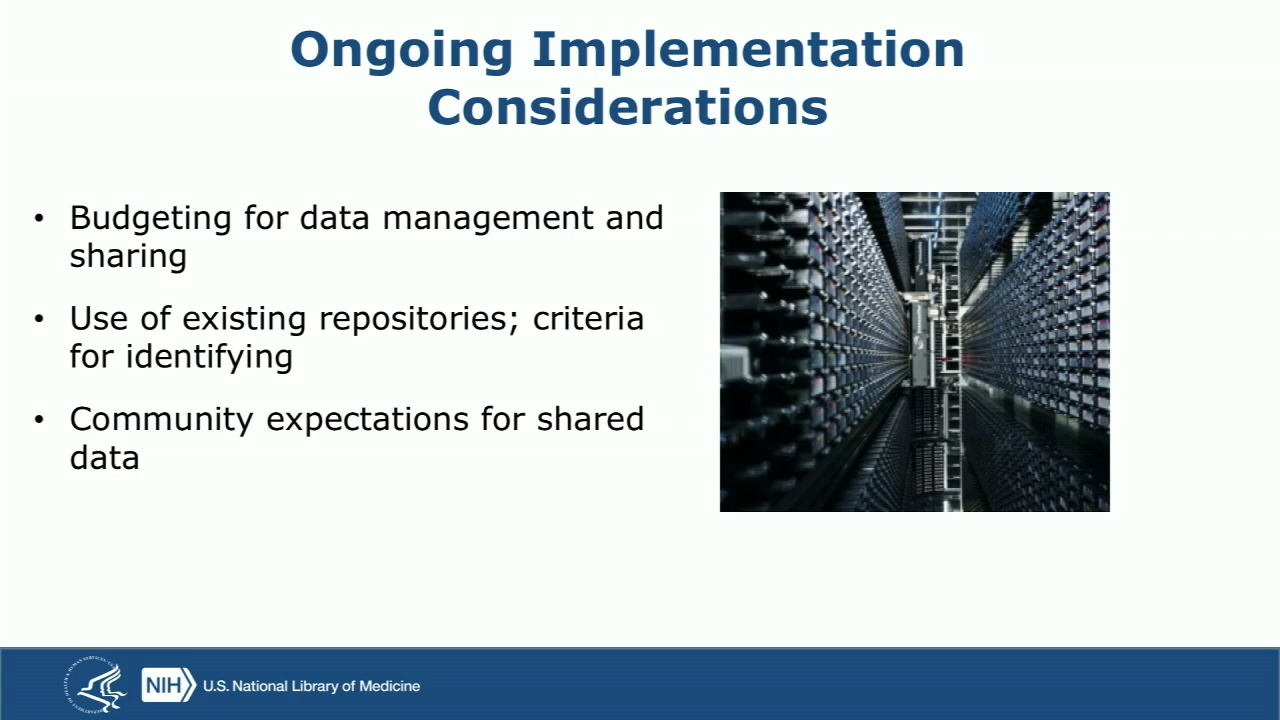 Ongoing Implementation
Considerations
• Budgeting for data management and
sharing
• Use of existing repositories; criteria
for identifying
• Community expectations for shared
data
NIH U.S. National Library of Medicine